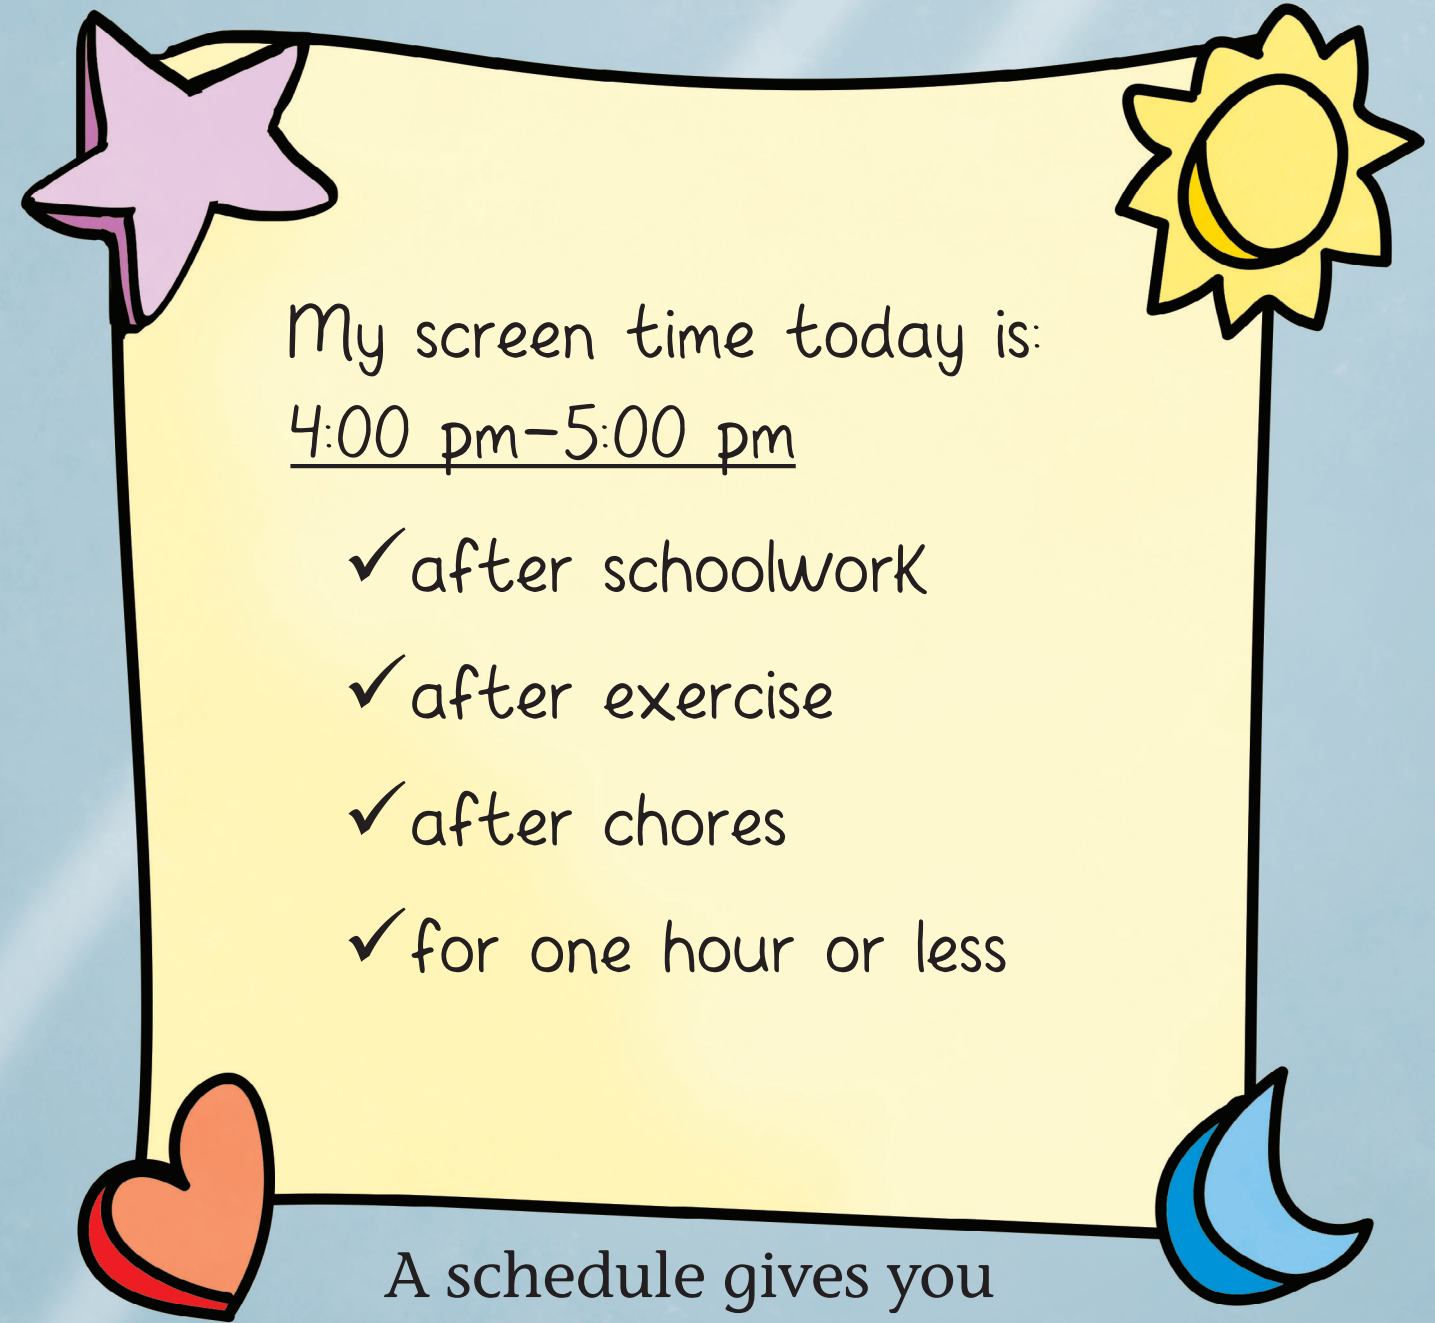 My screen time today is:
4:00 pm–5:00 pm
✓after schoolwork
✓after exercise
✓after chores
✓for one hour or less
A schedule gives you